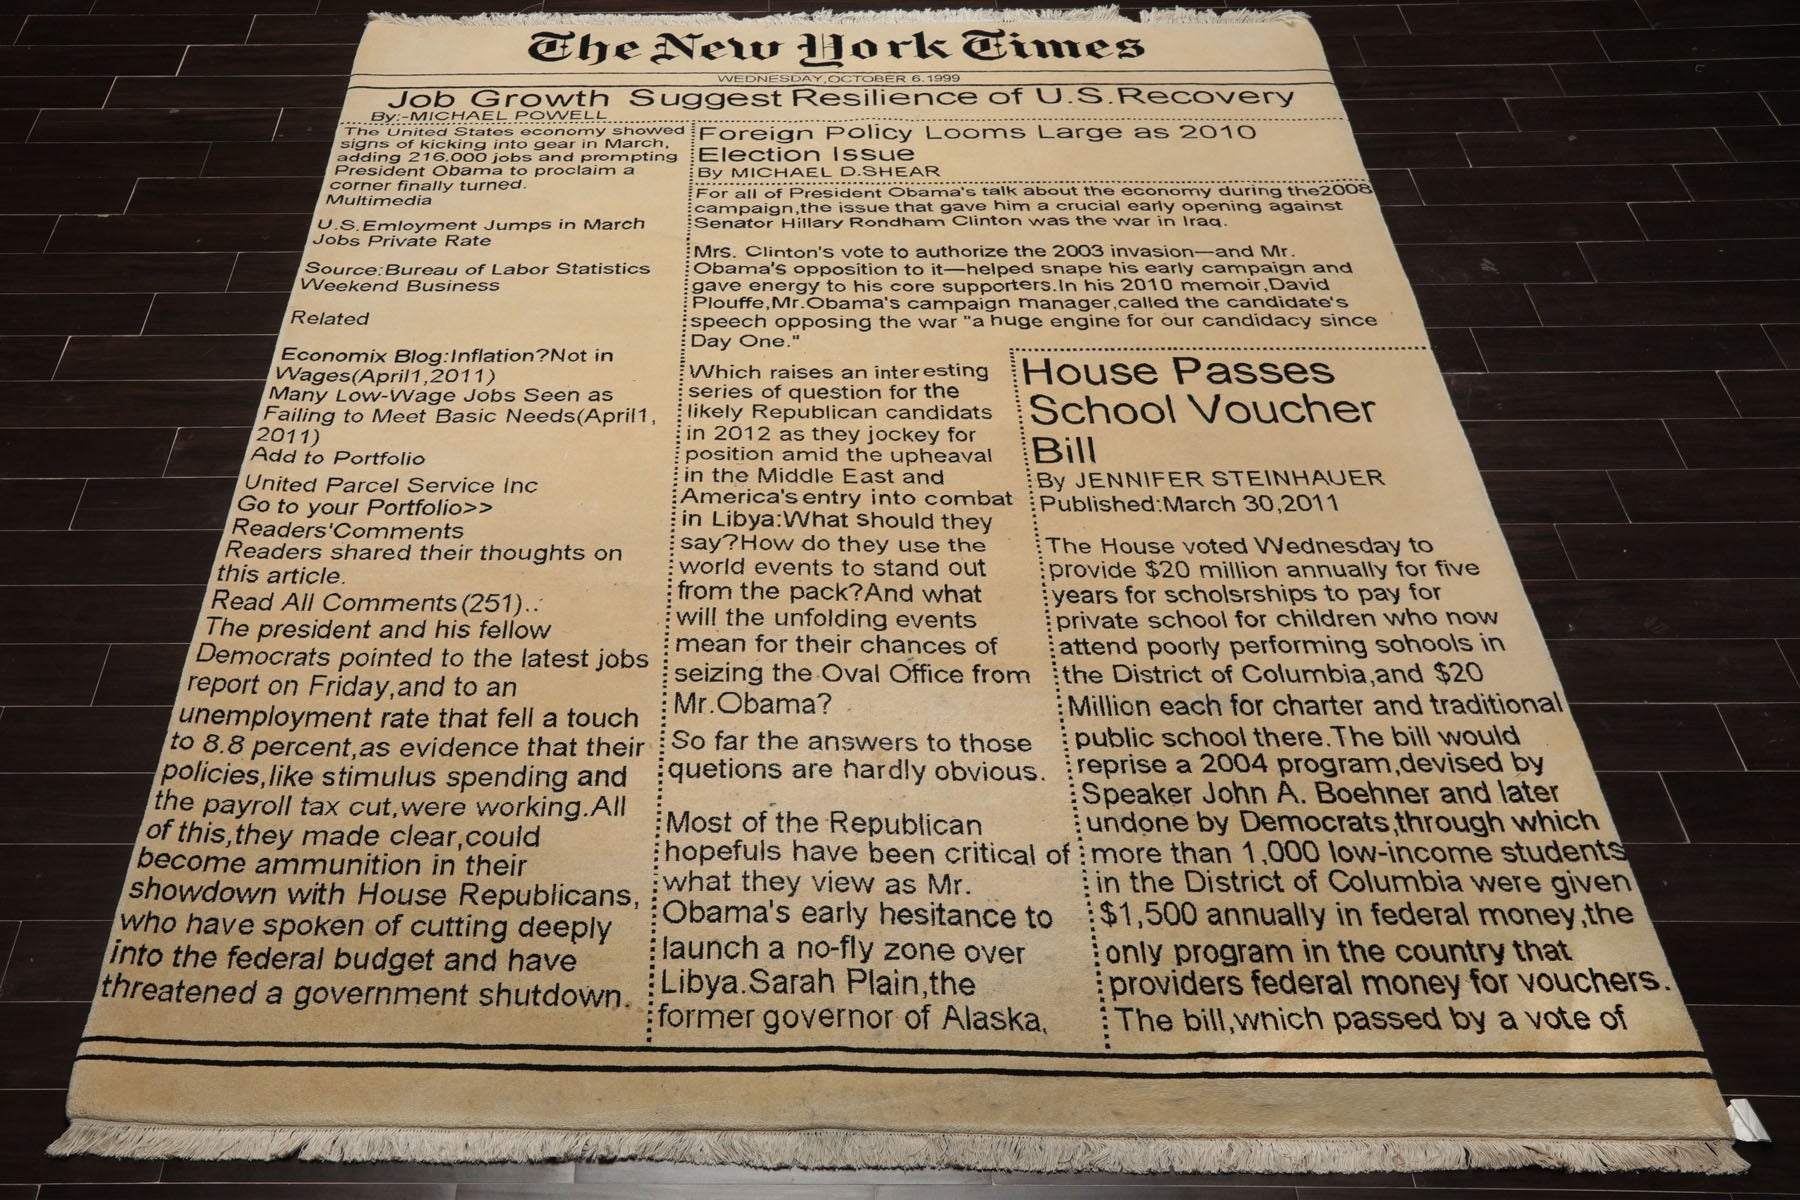 The New York Times
WEDNESDAY,OCTOBER 6.1999
Job Growth Suggest Resilience of U.S.Recovery
By:-MICHAEL POWELL
The United States economy showed
signs of kicking into gear in March,
adding 216,000 jobs and prompting
President Obama to proclaim a
corner finally turned.
Multimedia
U.S.Emloyment Jumps in March
Jobs Private Rate
Source:Bureau of Labor Statistics
Weekend Business
Related
Economix Blog:Inflation?Not in
Wages(April1,2011)
Many Low-Wage Jobs Seen as
Failing to Meet Basic Needs(April1,
2011)
Add to Portfolio
United Parcel Service Inc
Go to your Portfolio>>
Readers'Comments
Readers shared their thoughts on
this article.
Read All Comments(251)..
The president and his fellow
Democrats pointed to the latest jobs
report on Friday,and to an
unemployment rate that fell a touch
to 8.8 percent,as evidence that their
policies,like stimulus spending and
the payroll tax cut,were working.All
of this,they made clear,could
become ammunition in their
showdown with House Republicans,
who have spoken of cutting deeply
into the federal budget and have
threatened a government shutdown.
Foreign Policy Looms Large as 2010
Election Issue
By MICHAEL D.SHEAR
For all of President Obama's talk about the economy during the2008
campaign,the issue that gave him a crucial early opening against
Senator Hillary Rondham Clinton was the war in Iraq.
Mrs. Clinton's vote to authorize the 2003 invasion—and Mr.
Obama's opposition to it—helped snape his early campaign and
gave energy to his core supporters.In his 2010 memoir,David
Plouffe,Mr.Obama's campaign manager,called the candidate's
speech opposing the war "a huge engine for our candidacy since
Day One."
Which raises an interesting
series of question for the
likely Republican candidats
in 2012 as they jockey for
position amid the upheaval
in the Middle East and
America's entry into combat
in Libya:What should they
say?How do they use the
world events to stand out
from the pack?And what
will the unfolding events
mean for their chances of
seizing the Oval Office from
Mr.Obama?
So far the answers to those
quetions are hardly obvious.
Most of the Republican
hopefuls have been critical of
what they view as Mr.
Obama's early hesitance to
launch a no-fly zone over
Libya.Sarah Plain,the
former governor of Alaska,
House Passes
School Voucher
Bill
By JENNIFER STEINHAUER
Published:March 30,2011
The House voted Wednesday to
provide $20 million annually for five
years for scholsrships to pay for
private school for children who now
attend poorly performing sohools in
the District of Columbia,and $20
Million each for charter and traditional
public school there.The bill would
reprise a 2004 program,devised by
Speaker John A. Boehner and later
undone by Democrats,through which
more than 1,000 low-income students
in the District of Columbia were given
$1,500 annually in federal money,the
only program in the country that
providers federal money for vouchers.
The bill,which passed by a vote of